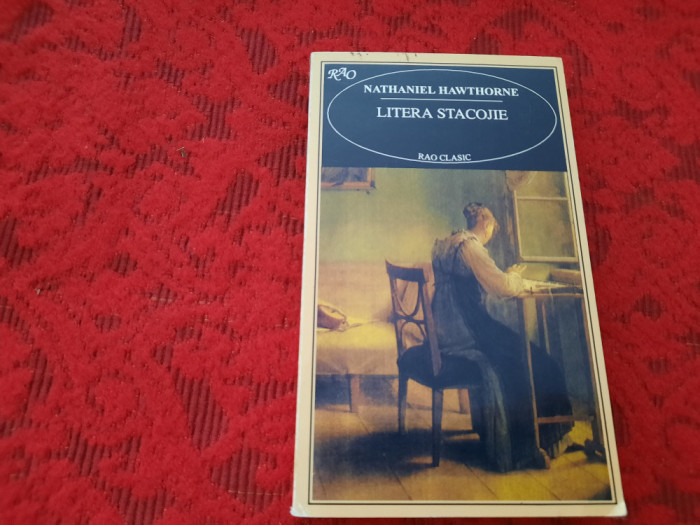 RAO
NATHANIEL HAWTHORNE
LITERA STACOJIE
RAO CLASIC